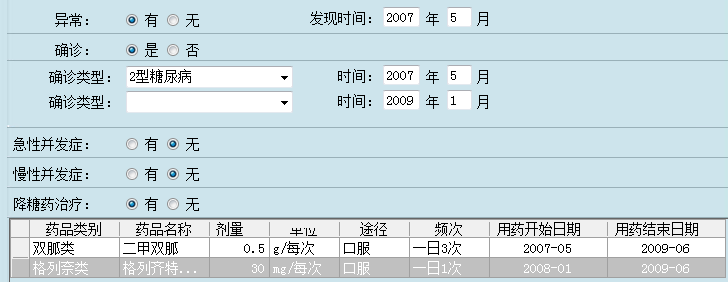 异常： 有 无 发现时间： 2007 年 5 月
确诊： 是 否
确诊类型： 2型糖尿病 时间： 2007 年 5 月
确诊类型： 时间： 2009 年 1 月
急性并发症： 有 无
慢性并发症： 有 无
降糖药治疗： 有 无
药品类别 药品名称 剂量 单位 途径 频次 用药开始日期 用药结束日期
双胍类 二甲双胍 0.5 g/每次 口服 一日3次 2007-05 2009-06
格列奈类 格列齐特... 30 mg/每次 口服 一日1次 2008-01 2009-06